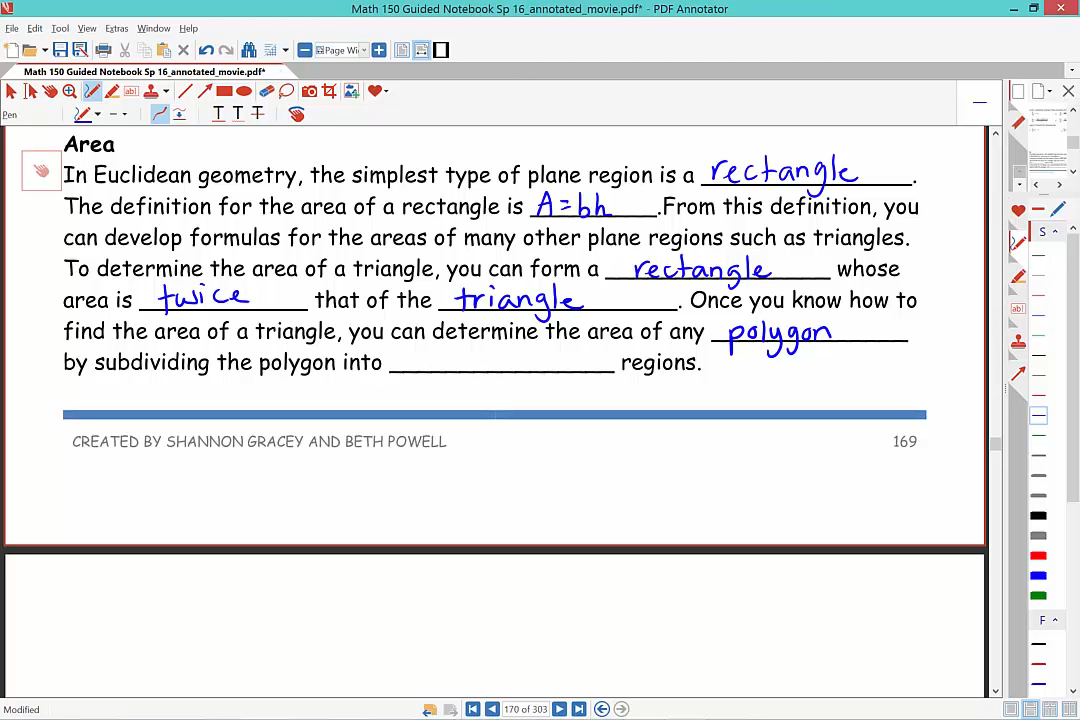 Math 150 Guided Notebook Sp 16_annotated_movie.pdf* - PDF Annotator
File Edit Tool View Extras Window Help
Page Wi
Math 150 Guided Notebook Sp 16_annotated_movie.pdf*
Pen
Area
In Euclidean geometry, the simplest type of plane region is a rectangle.
The definition for the area of a rectangle is A=bh.From this definition, you
can develop formulas for the areas of many other plane regions such as triangles.
To determine the area of a triangle, you can form a rectangle whose
area is twice that of the triangle. Once you know how to
find the area of a triangle, you can determine the area of any polygon
by subdividing the polygon into ____________________ regions.
CREATED BY SHANNON GRACEY AND BETH POWELL 169
S
F
Modified 170 of 303